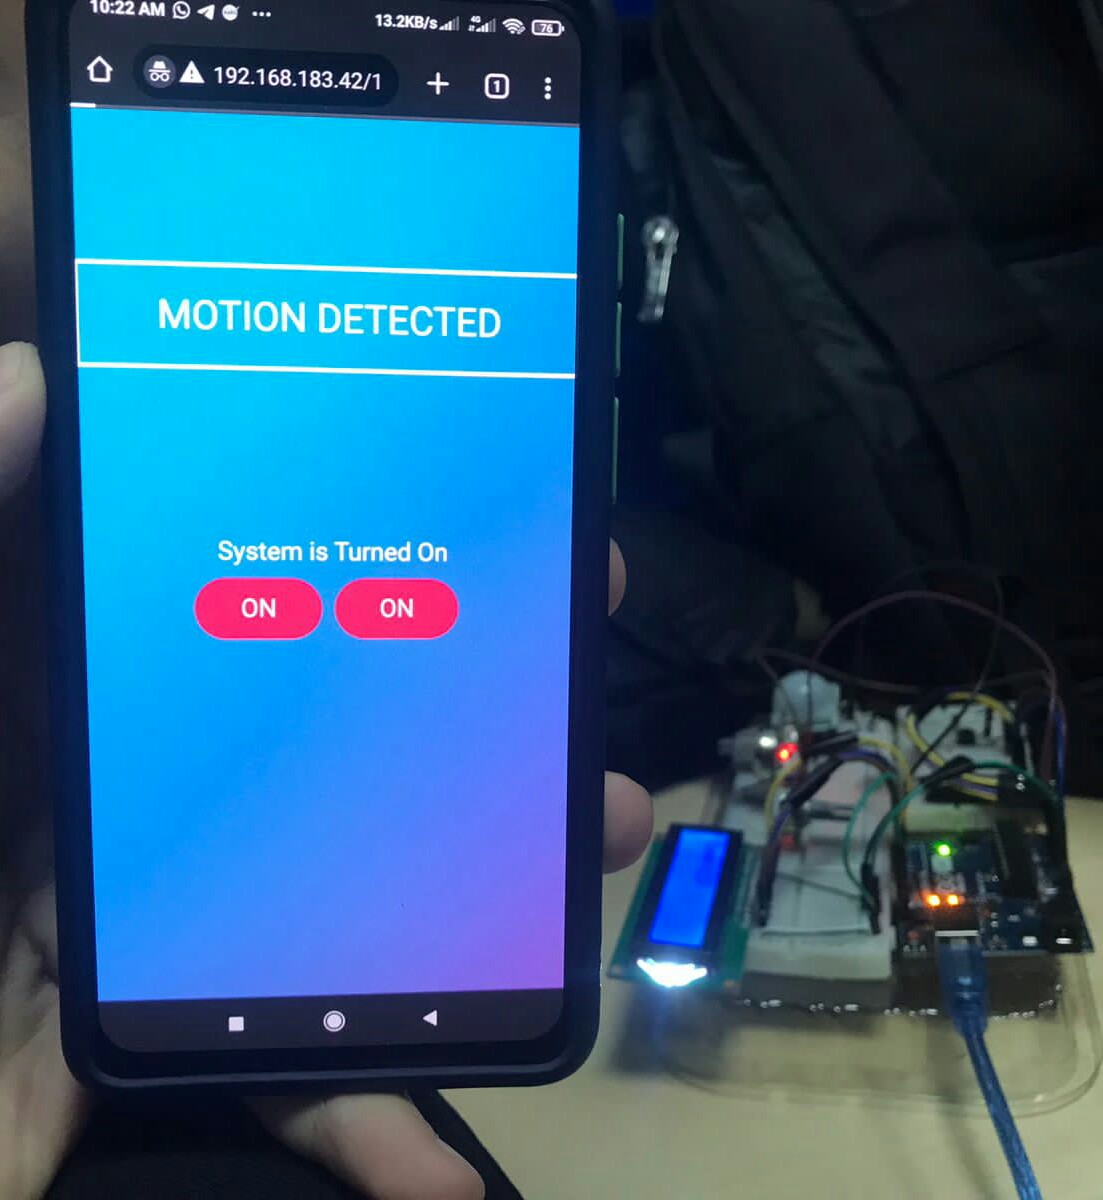 10:22 AM 13.2KB/s 4G 76
192.168.183.42/1 1
MOTION DETECTED
System is Turned On
ON ON